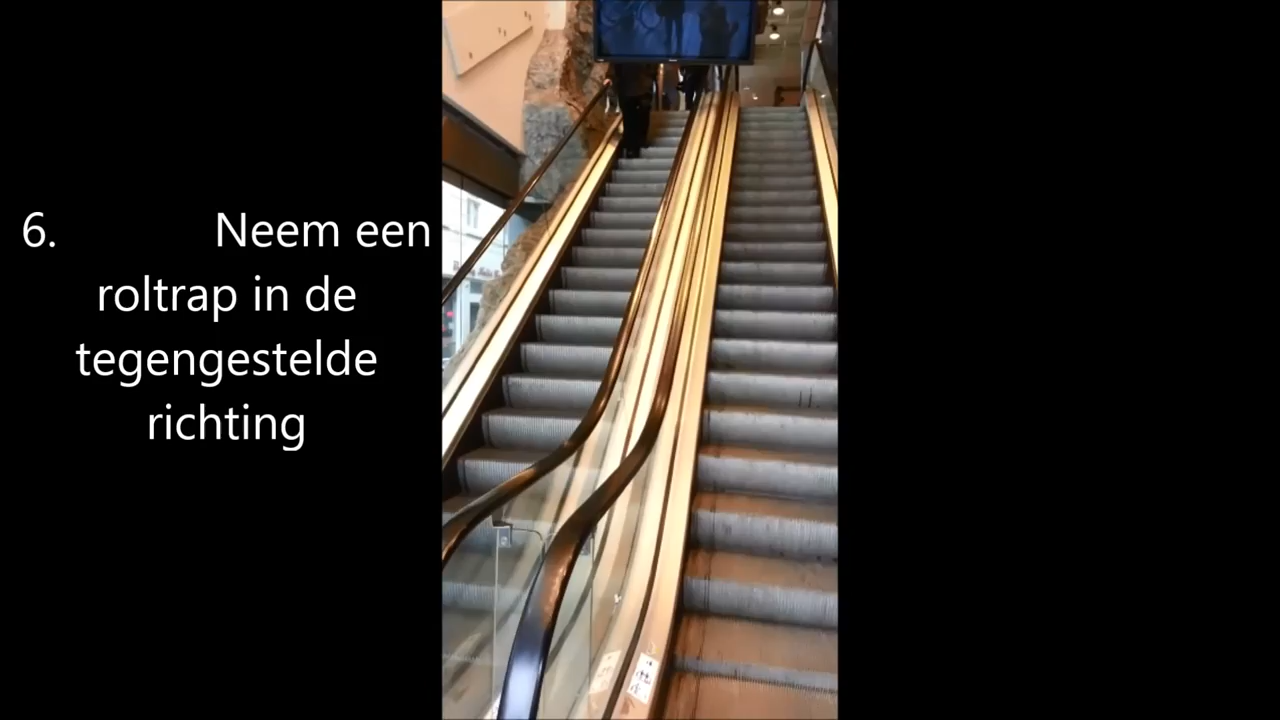 6. Neem een
roltrap in de
tegengestelde
richting